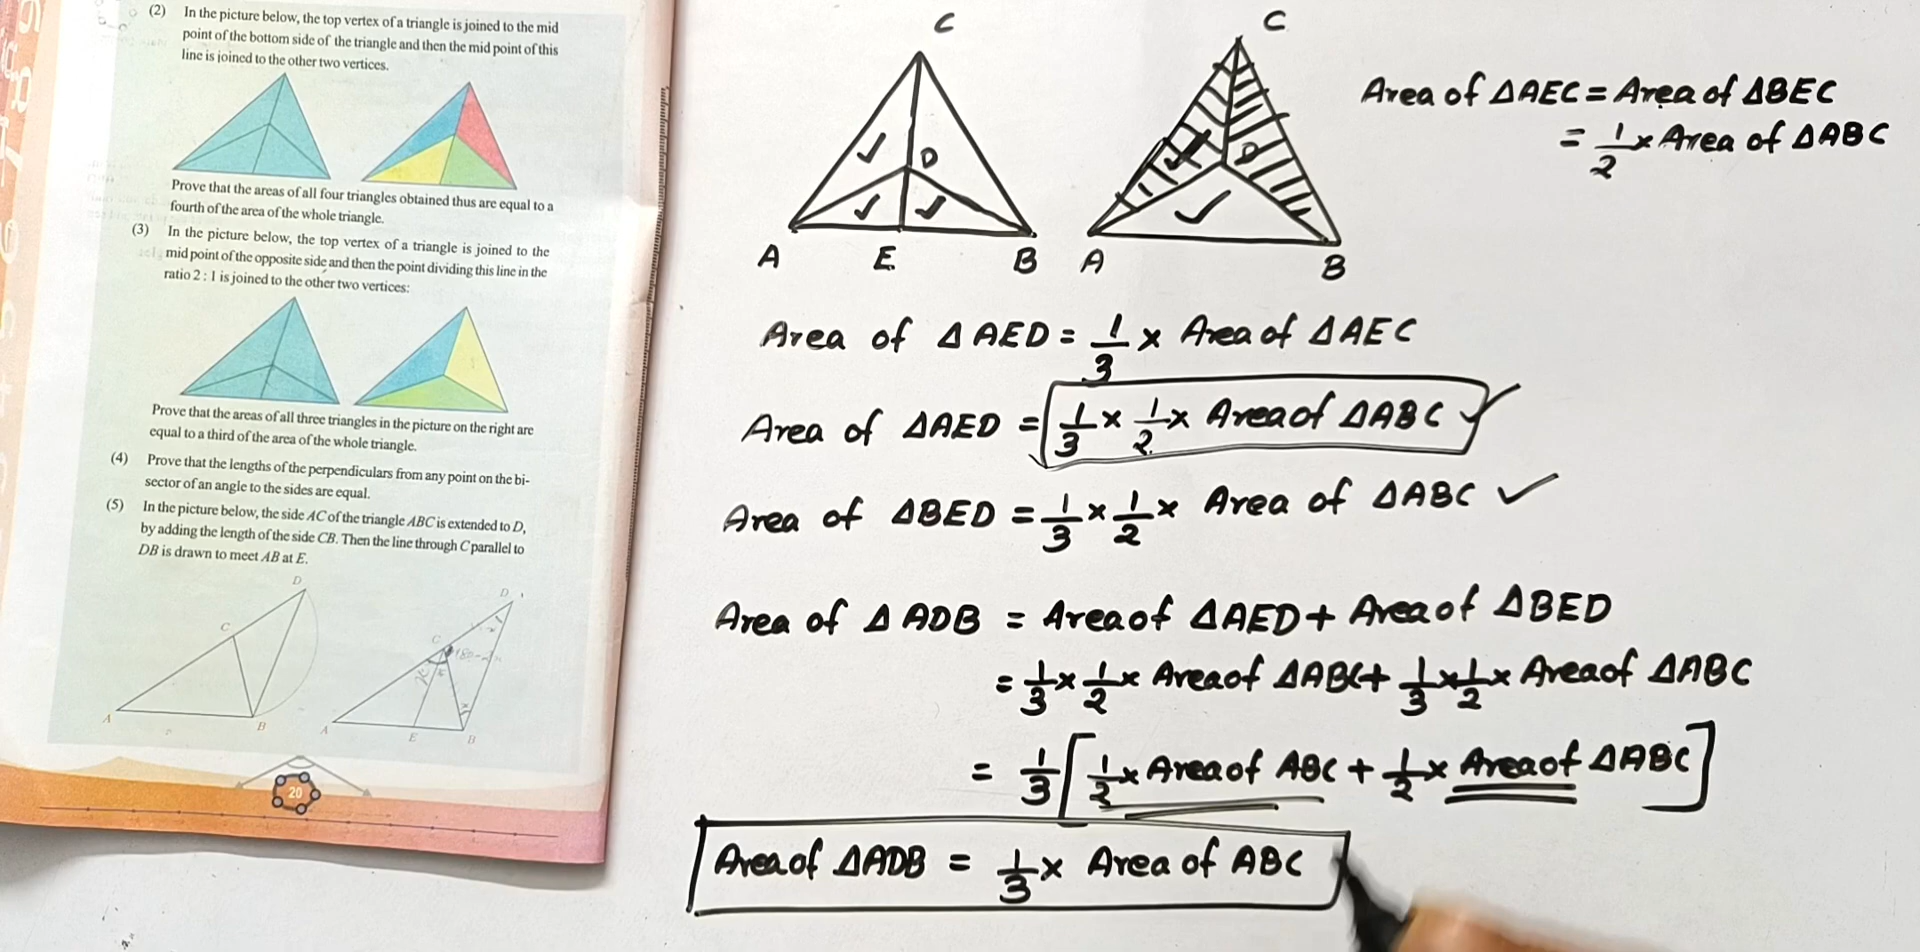 (2) In the picture below, the top vertex of a triangle is joined to the mid
point of the bottom side of the triangle and then the mid point of this
line is joined to the other two vertices.
Prove that the areas of all four triangles obtained thus are equal to a
fourth of the area of the whole triangle.
(3) In the picture below, the top vertex of a triangle is joined to the
mid point of the opposite side and then the point dividing this line in the
ratio 2 : 1 is joined to the other two vertices:
Prove that the areas of all three triangles in the picture on the right are
equal to a third of the area of the whole triangle.
(4) Prove that the lengths of the perpendiculars from any point on the bi-
sector of an angle to the sides are equal.
(5) In the picture below, the side AC of the triangle ABC is extended to D,
by adding the length of the side CB. Then the line through C parallel to
DB is drawn to meet AB at E.
D
C
A
B
D
C
A
E
B
20
C
D
A
E
B
C
D
A
B
Area of ΔAEC = Area of ΔBEC
= 1/2 × Area of ΔABC
Area of ΔAED = 1/3 × Area of ΔAEC
Area of ΔAED = 1/3 × 1/2 × Area of ΔABC ✓
Area of ΔBED = 1/3 × 1/2 × Area of ΔABC ✓
Area of ΔADB = Area of ΔAED + Area of ΔBED
= 1/3 × 1/2 × Area of ΔABC + 1/3 × 1/2 × Area of ΔABC
= 1/3 [1/2 × Area of ABC + 1/2 × Area of ΔABC]
Area of ΔADB = 1/3 × Area of ABC